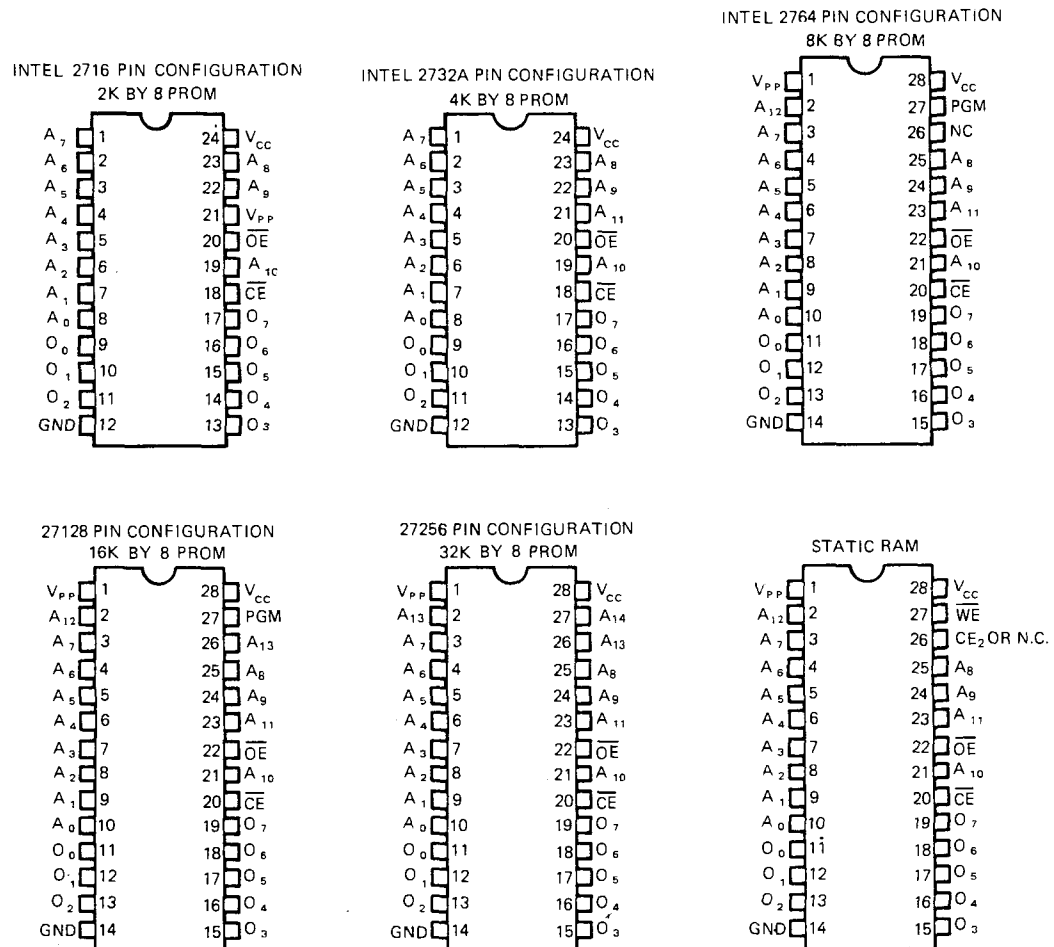 INTEL 2716 PIN CONFIGURATION
2K BY 8 PROM
A7 1 24 VCC
A6 2 23 A8
A5 3 22 A9
A4 4 21 VPP
A3 5 20 OE
A2 6 19 A10
A1 7 18 CE
A0 8 17 O7
O0 9 16 O6
O1 10 15 O5
O2 11 14 O4
GND 12 13 O3
INTEL 2732A PIN CONFIGURATION
4K BY 8 PROM
A7 1 24 VCC
A6 2 23 A8
A5 3 22 A9
A4 4 21 A11
A3 5 20 OE
A2 6 19 A10
A1 7 18 CE
A0 8 17 O7
O0 9 16 O6
O1 10 15 O5
O2 11 14 O4
GND 12 13 O3
INTEL 2764 PIN CONFIGURATION
8K BY 8 PROM
VPP 1 28 VCC
A12 2 27 PGM
A7 3 26 NC
A6 4 25 A8
A5 5 24 A9
A4 6 23 A11
A3 7 22 OE
A2 8 21 A10
A1 9 20 CE
A0 10 19 O7
O0 11 18 O6
O1 12 17 O5
O2 13 16 O4
GND 14 15 O3
27128 PIN CONFIGURATION
16K BY 8 PROM
VPP 1 28 VCC
A12 2 27 PGM
A7 3 26 A13
A6 4 25 A8
A5 5 24 A9
A4 6 23 A11
A3 7 22 OE
A2 8 21 A10
A1 9 20 CE
A0 10 19 O7
O0 11 18 O6
O1 12 17 O5
O2 13 16 O4
GND 14 15 O3
27256 PIN CONFIGURATION
32K BY 8 PROM
VPP 1 28 VCC
A13 2 27 A14
A7 3 26 A13
A6 4 25 A8
A5 5 24 A9
A4 6 23 A11
A3 7 22 OE
A2 8 21 A10
A1 9 20 CE
A0 10 19 O7
O0 11 18 O6
O1 12 17 O5
O2 13 16 O4
GND 14 15 O3
STATIC RAM
VPP 1 28 VCC
A12 2 27 WE
A7 3 26 CE2 OR N.C.
A6 4 25 A8
A5 5 24 A9
A4 6 23 A11
A3 7 22 OE
A2 8 21 A10
A1 9 20 CE
A0 10 19 O7
O0 11 18 O6
O1 12 17 O5
O2 13 16 O4
GND 14 15 O3